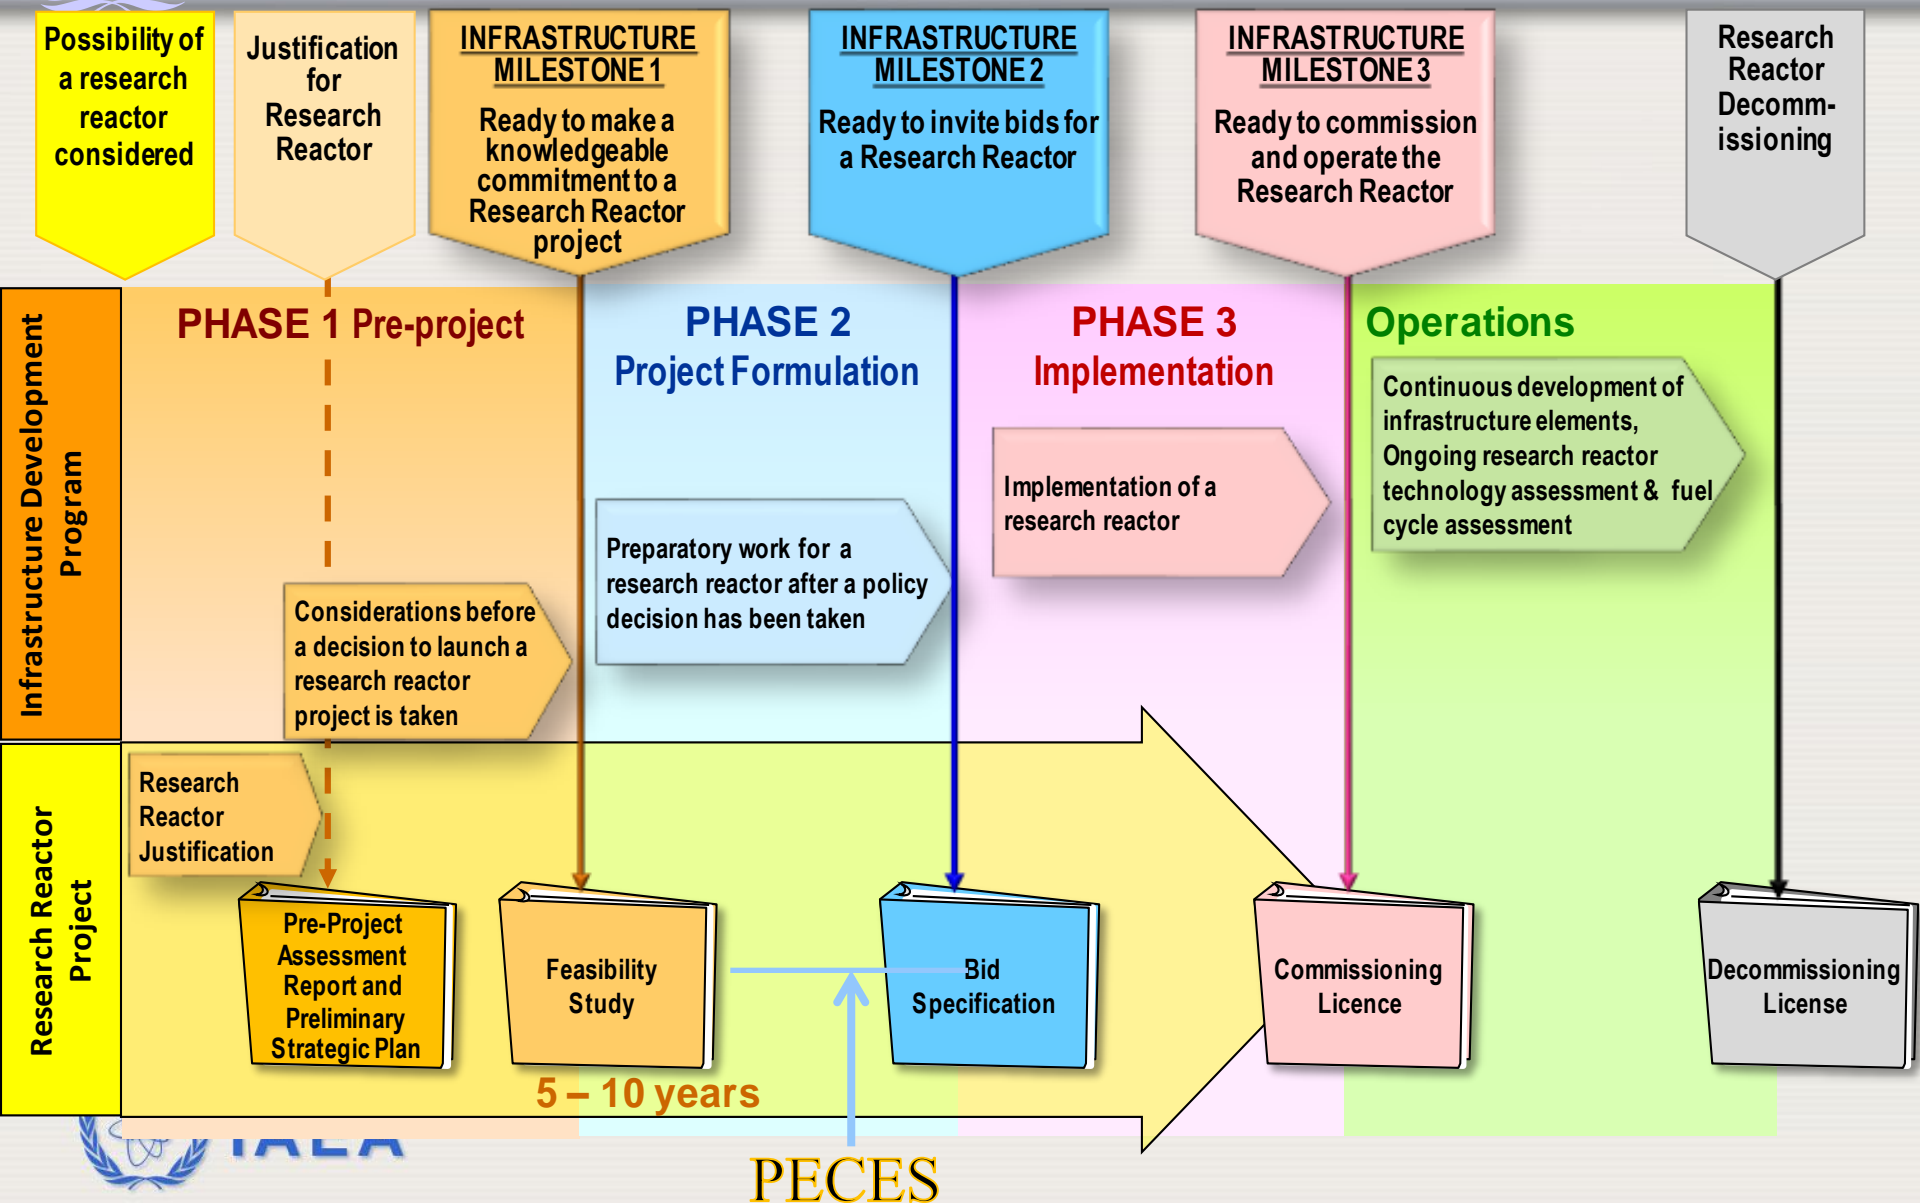 Possibility of
a research
reactor
considered
Justification
for
Research
Reactor
INFRASTRUCTURE
MILESTONE 1
Ready to make a
knowledgeable
commitment to a
Research Reactor
project
INFRASTRUCTURE
MILESTONE 2
Ready to invite bids for
a Research Reactor
INFRASTRUCTURE
MILESTONE 3
Ready to commission
and operate the
Research Reactor
Research
Reactor
Decomm-
issioning
Infrastructure Development
Program
PHASE 1 Pre-project
PHASE 2
Project Formulation
PHASE 3
Implementation
Operations
Continuous development of
infrastructure elements,
Ongoing research reactor
technology assessment & fuel
cycle assessment
Implementation of a
research reactor
Preparatory work for a
research reactor after a policy
decision has been taken
Considerations before
a decision to launch a
research reactor
project is taken
Research Reactor
Project
Research
Reactor
Justification
Pre-Project
Assessment
Report and
Preliminary
Strategic Plan
Feasibility
Study
Bid
Specification
Commissioning
Licence
Decommissioning
License
5 – 10 years
IAEA
PECES